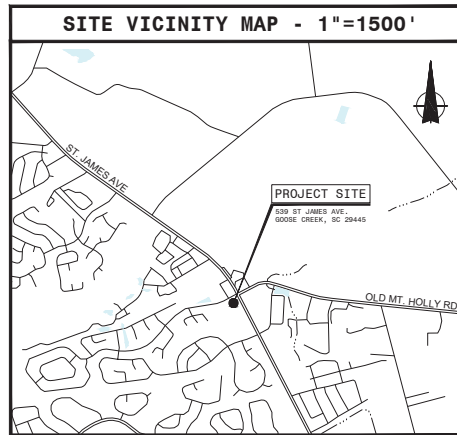 SITE VICINITY MAP - 1"=1500'
ST. JAMES AVE
PROJECT SITE
539 ST JAMES AVE.
GOOSE CREEK, SC 29445
OLD MT. HOLLY RD